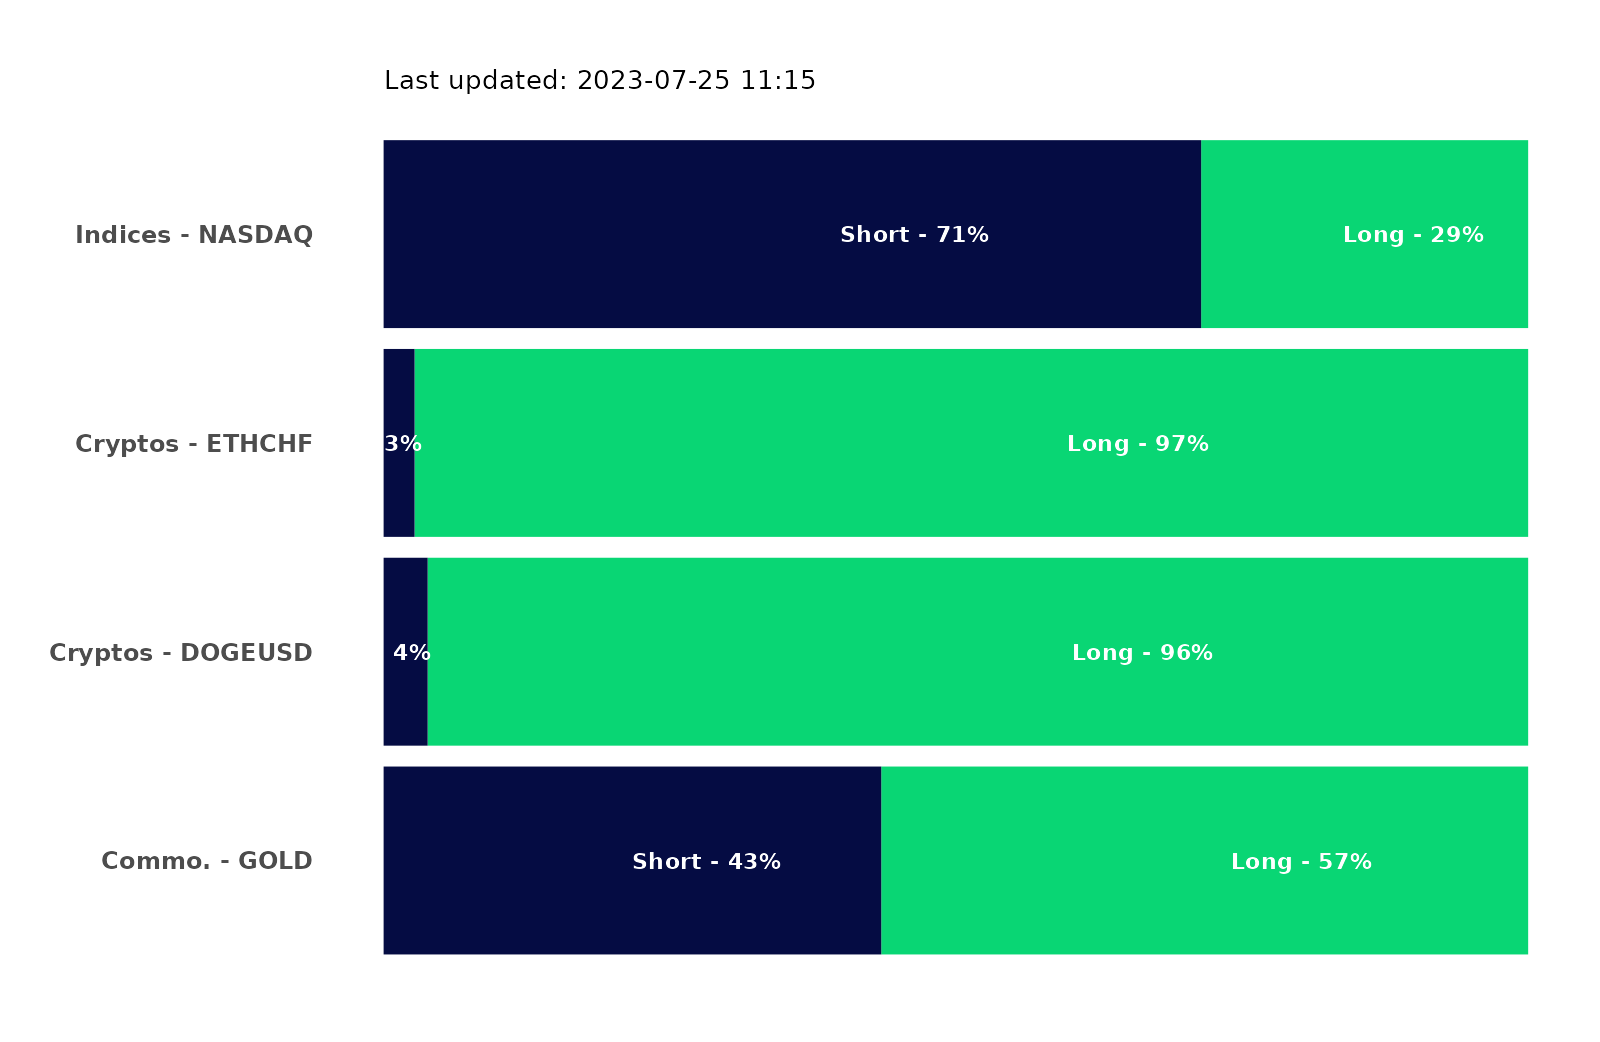 Last updated: 2023-07-25 11:15
Indices - NASDAQ Short - 71% Long - 29%
Cryptos - ETHCHF 3% Long - 97%
Cryptos - DOGEUSD 4% Long - 96%
Commo. - GOLD Short - 43% Long - 57%